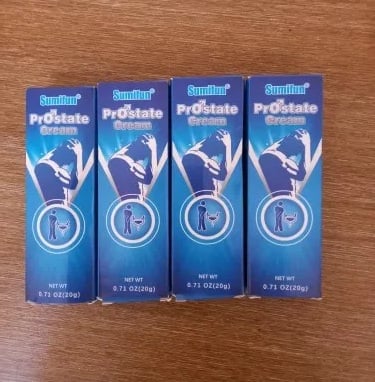 Sumifun®
Prostate
Cream
NET WT
0.71 OZ(20g)
Sumifun®
Prostate
Cream
NET WT
0.71 OZ(20g)
Sumifun®
Prostate
Cream
NET WT
0.71 OZ(20g)
Sumifun®
Prostate
Cream
NET WT
0.71 OZ(20g)